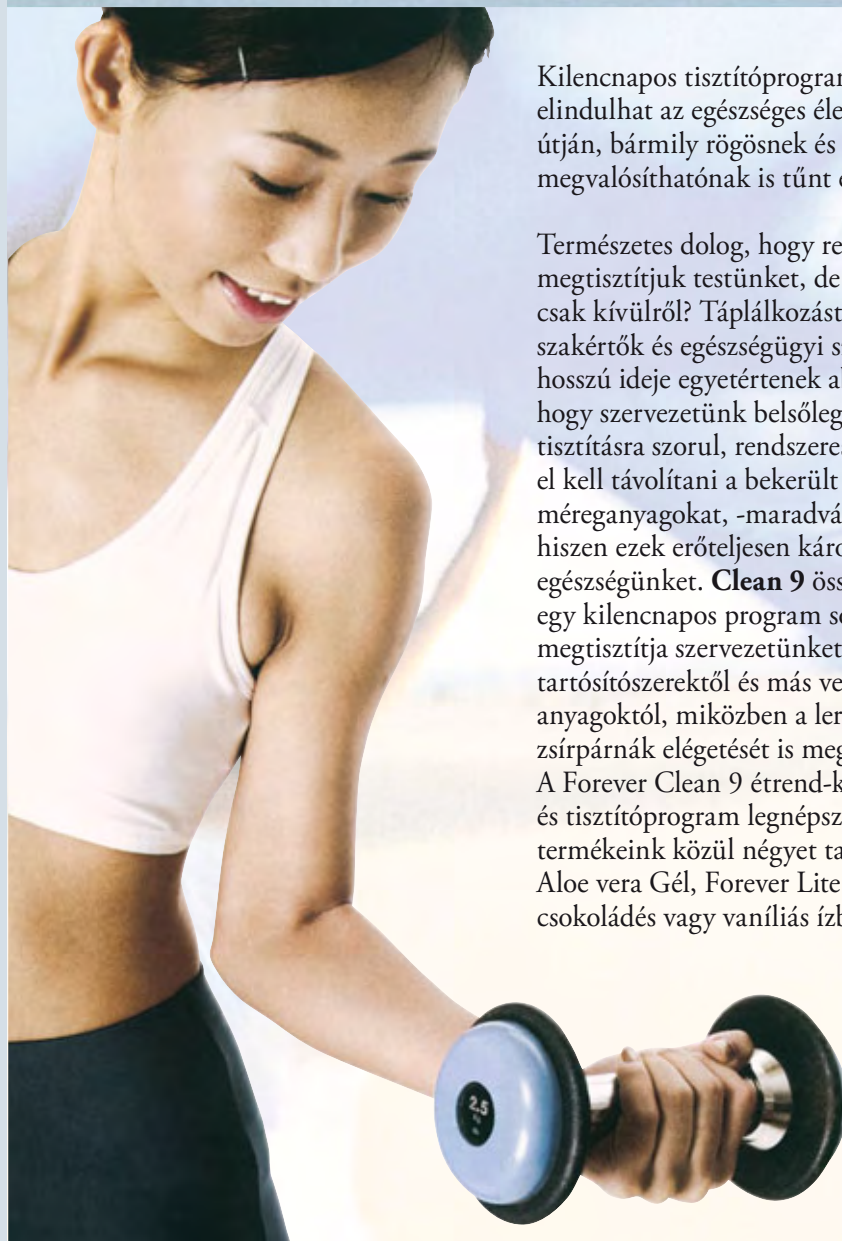 Kilencnapos tisztítóprogram
elindulhat az egészséges éle
útján, bármily rögösnek és
megvalósíthatónak is tűnt e
Természetes dolog, hogy re
megtisztítjuk testünket, de
csak kívülről? Táplálkozást
szakértők és egészségügyi s
hosszú ideje egyetértenek a
hogy szervezetünk belsőleg
tisztításra szorul, rendszere
el kell távolítani a bekerült
méreganyagokat, -maradvá
hiszen ezek erőteljesen káro
egészségünket. Clean 9 öss
egy kilencnapos program s
megtisztítja szervezetünket
tartósítószerektől és más ve
anyagoktól, miközben a ler
zsírpárnák elégetését is meg
A Forever Clean 9 étrend-k
és tisztítóprogram legnépsz
termékeink közül négyet ta
Aloe vera Gél, Forever Lite
csokoládés vagy vaníliás ízb
2.5